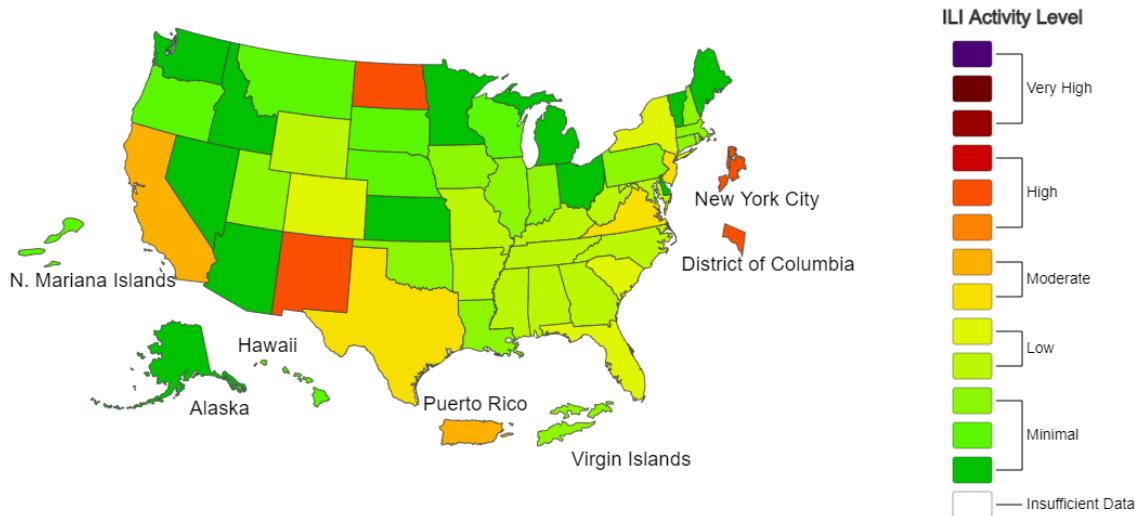 ILI Activity Level
Very High
High
Moderate
Low
Minimal
Insufficient Data
New York City
District of Columbia
N. Mariana Islands
Hawaii
Alaska
Puerto Rico
Virgin Islands